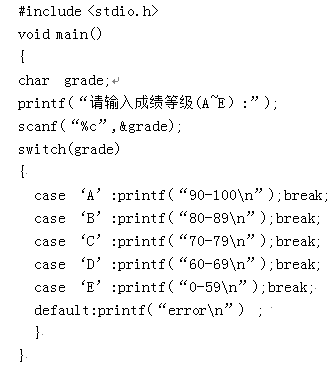 #include <stdio.h>
void main()
{
char  grade;↵
printf(“请输入成绩等级(A~E）:”);
scanf(“%c”,&grade);
switch(grade)
{
case ‘A’:printf(“90-100\n”);break;
case ‘B’:printf(“80-89\n”);break;
case ‘C’:printf(“70-79\n”);break;
case ‘D’:printf(“60-69\n”);break;
case ‘E’:printf(“0-59\n”);break;
default:printf(“error\n”) ;
}
}